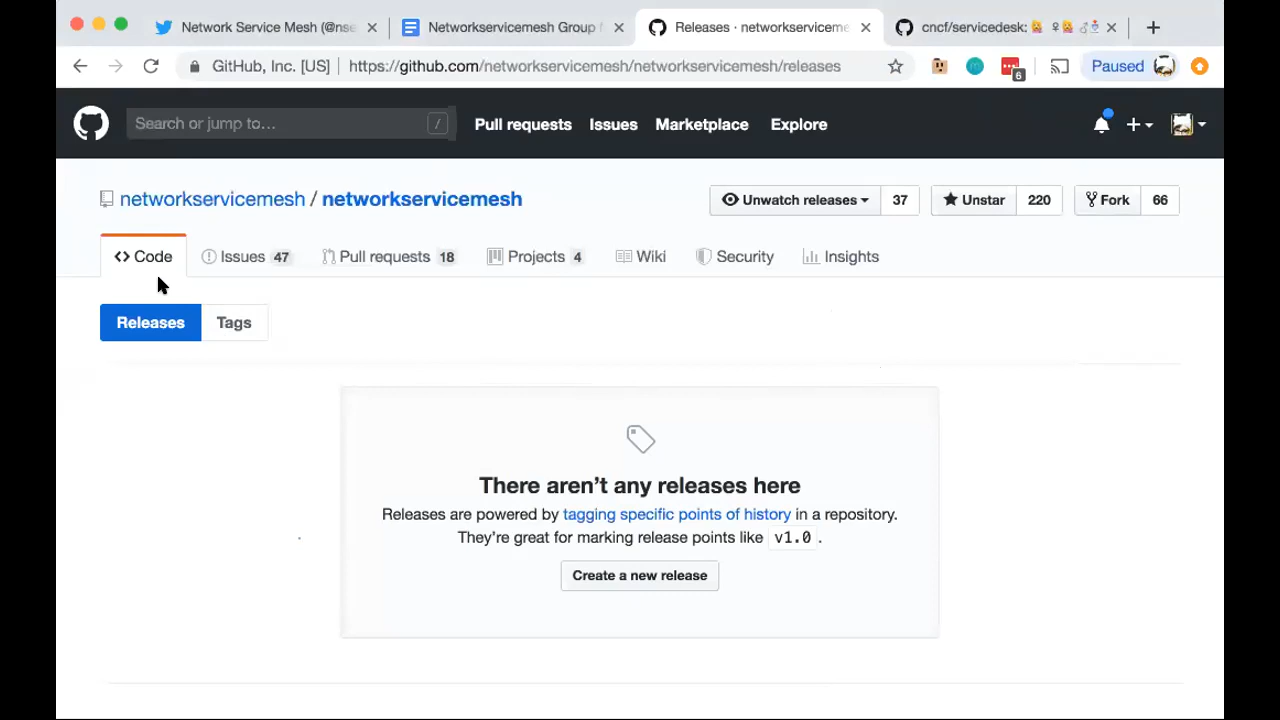 Network Service Mesh (@nse
Networkservicemesh Group
Releases · networkserviceme
cncf/servicedesk:
GitHub, Inc. [US] https://github.com/networkservicemesh/networkservicemesh/releases
6
Paused
Search or jump to…
/
Pull requests Issues Marketplace Explore
networkservicemesh / networkservicemesh
Unwatch releases 37 Unstar 220 Fork 66
Code Issues 47 Pull requests 18 Projects 4 Wiki Security Insights
Releases Tags
There aren't any releases here
Releases are powered by tagging specific points of history in a repository.
They're great for marking release points like v1.0 .
Create a new release